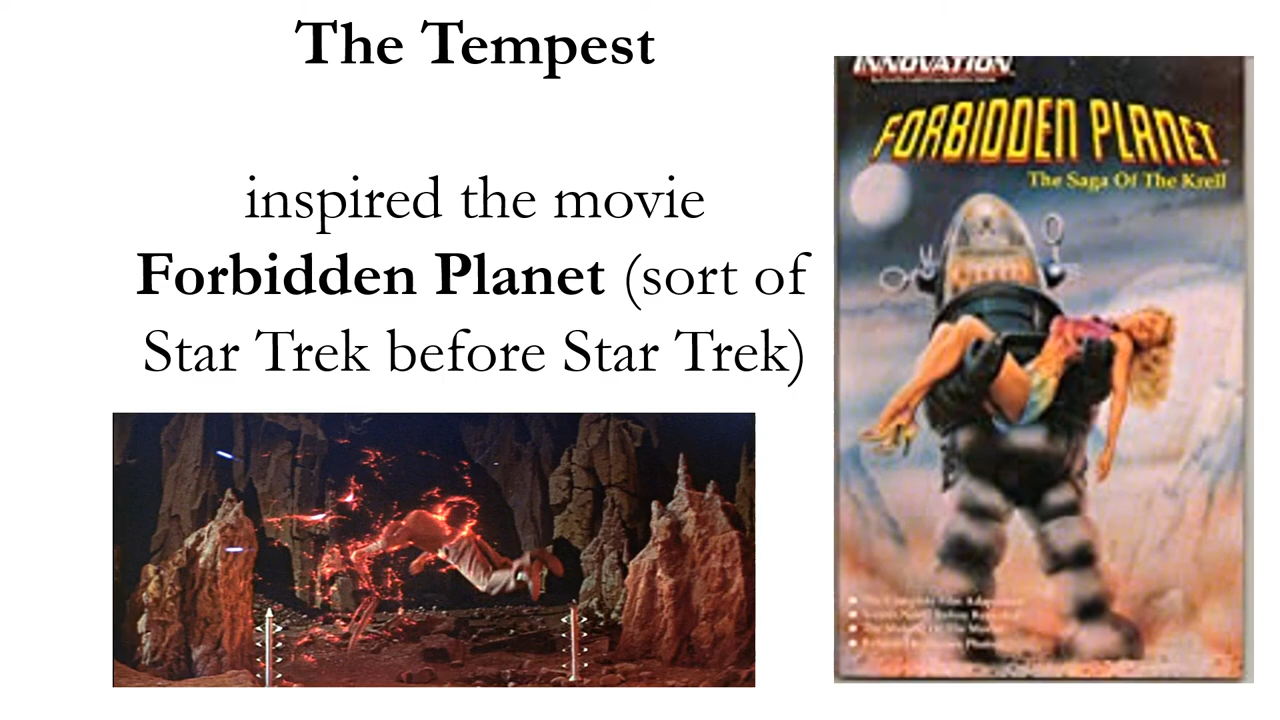 The Tempest
inspired the movie
Forbidden Planet (sort of
Star Trek before Star Trek)
INNOVATION
FORBIDDEN PLANET
The Saga Of The Krell